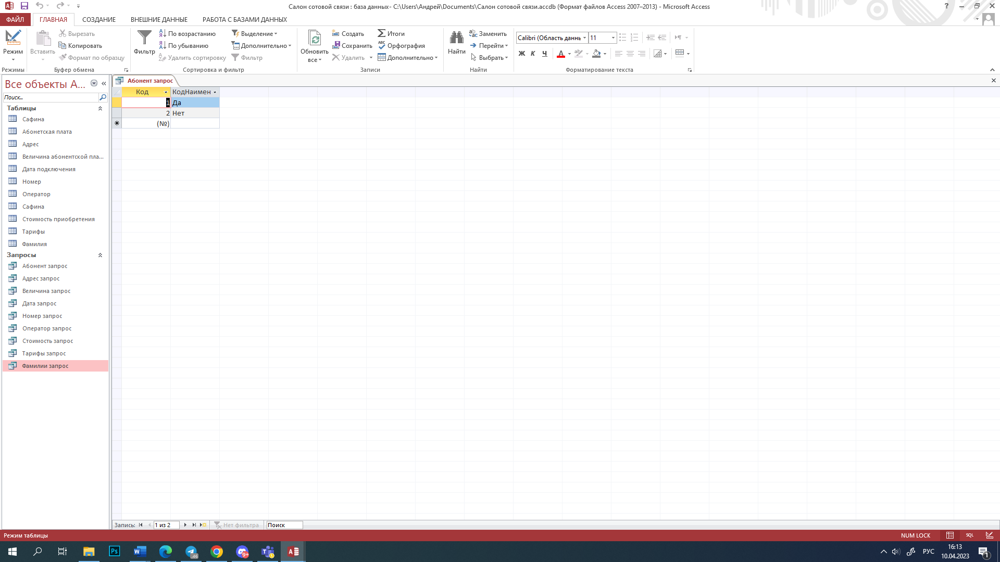 Салон сотовой связи : база данных- C:\Users\Андрей\Documents\Салон сотовой связи.accdb (Формат файлов Access 2007–2013) - Microsoft Access
ФАЙЛ ГЛАВНАЯ СОЗДАНИЕ ВНЕШНИЕ ДАННЫЕ РАБОТА С БАЗАМИ ДАННЫХ
Режим
Режимы
Вставить
Вырезать
Копировать
Формат по образцу
Буфер обмена
Фильтр
По возрастанию
По убыванию
Удалить сортировку
Выделение
Дополнительно
Фильтр
Сортировка и фильтр
Обновить все
Создать
Сохранить
Удалить
Итоги
Орфография
Дополнительно
Записи
Найти
Заменить
Перейти
Выбрать
Найти
Calibri (Область даннь
11
Ж К Ч
Форматирование текста
Все объекты A...
Поиск...
Таблицы
Сафина
Абонетская плата
Адрес
Величина абонентской пла...
Дата подключения
Номер
Оператор
Сафина
Стоимость приобретения
Тарифы
Фамилия
Запросы
Абонент запрос
Адрес запрос
Величина запрос
Дата запрос
Номер запрос
Оператор запрос
Стоимость запрос
Тарифы запрос
Фамилии запрос
Абонент запрос
Код КодНаимен
1 Да
2 Нет
(№)
Запись: 1 из 2 Нет фильтра Поиск
Режим таблицы
NUM LOCK
SQL
РУС
16:13
10.04.2023